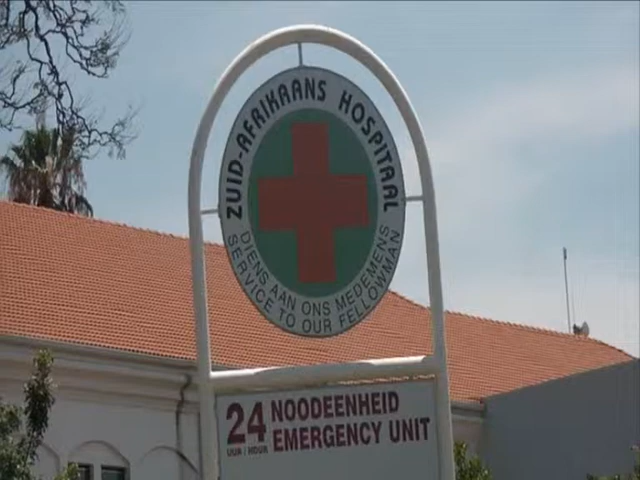 ZUID-AFRIKAANS HOSPITAAL
DIENS AAN ONS MEDEMENS
SERVICE TO OUR FELLOWMAN
24
UUR / HOUR
NOODEENHEID
EMERGENCY UNIT